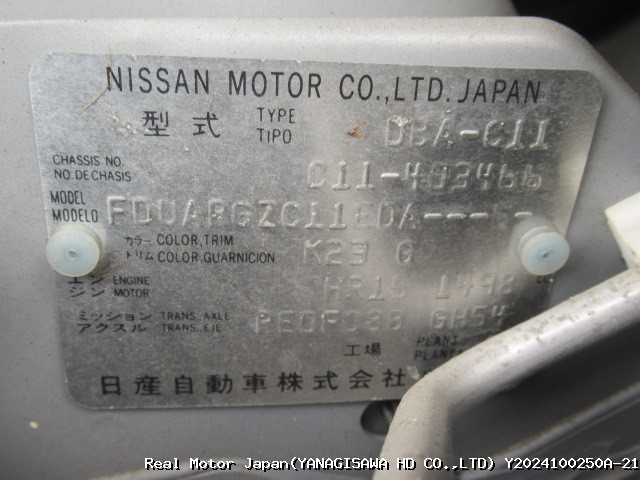 NISSAN MOTOR CO.,LTD. JAPAN
型式 TYPE TIPO DBA-C11
CHASSIS NO. NO. DE CHASIS C11-403466
MODEL MODELO
カラー COLOR, TRIM K23 G
トリム COLOR, GUARNICION
エンジン ENGINE MOTOR HR15 1498
ミッション TRANS. AXLE
アクスル TRANS. EJE RE0F08B GH54
工場 PLANT PLANTA
日産自動車株式会社
Real Motor Japan(YANAGISAWA HD CO.,LTD) Y2024100250A-21